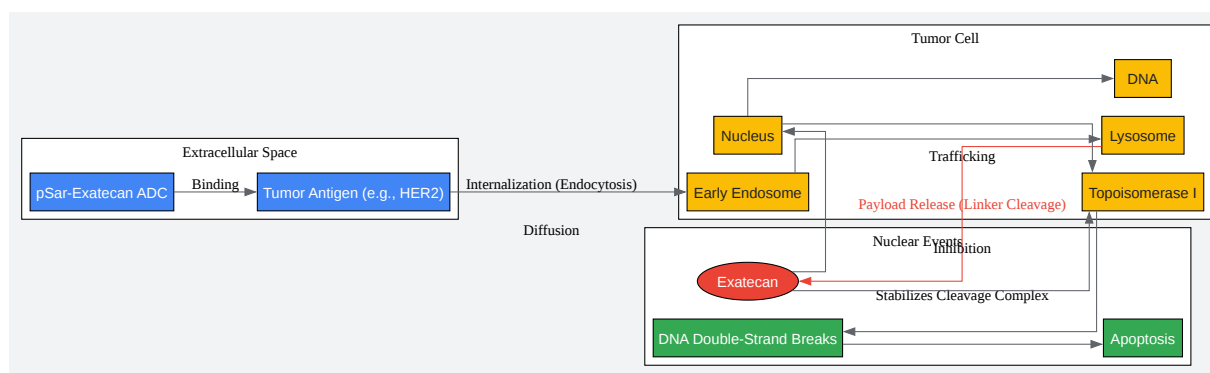 Tumor Cell
DNA
Nucleus
Lysosome
Extracellular Space
Trafficking
pSar-Exatecan ADC
Binding
Tumor Antigen (e.g., HER2)
Internalization (Endocytosis)
Early Endosome
Topoisomerase I
Payload Release (Linker Cleavage)
Diffusion
Nuclear Events
Inhibition
Exatecan
Stabilizes Cleavage Complex
DNA Double-Strand Breaks
Apoptosis